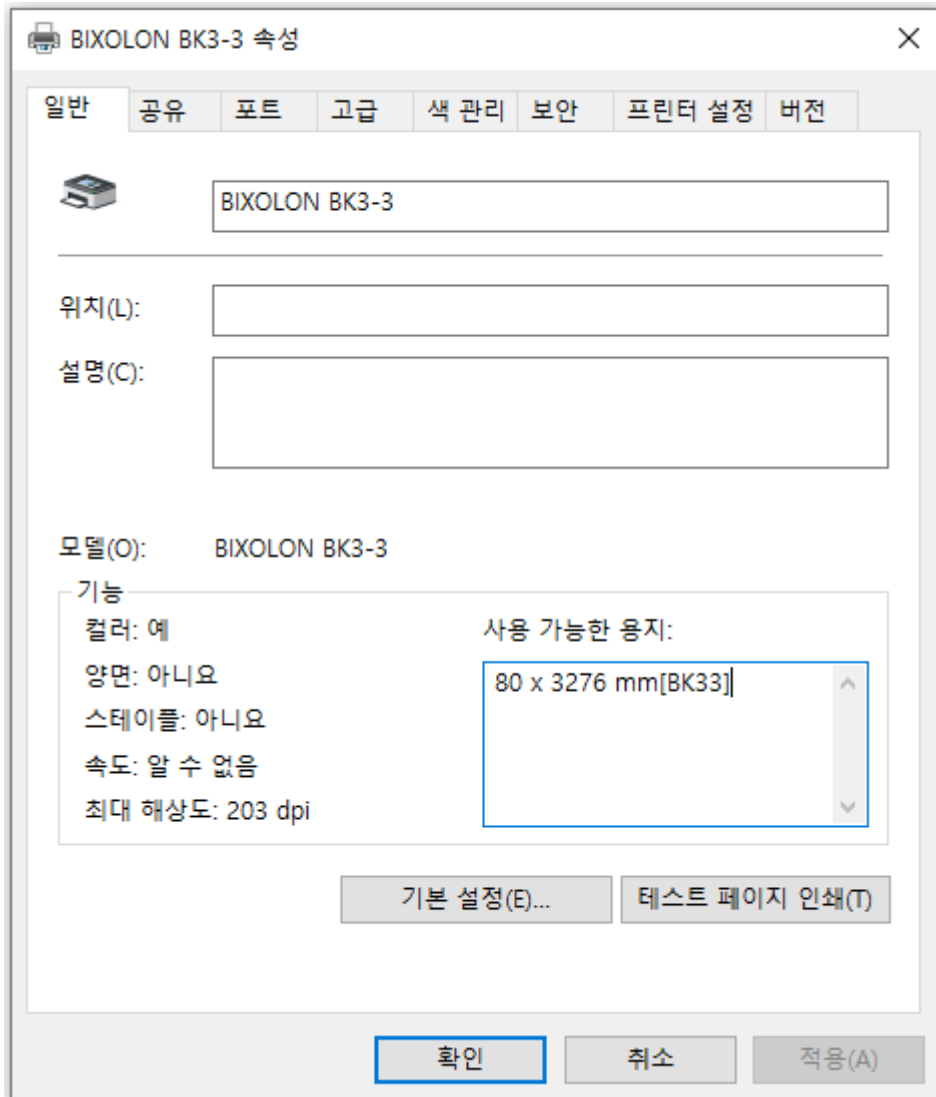 BIXOLON BK3-3 속성
일반 공유 포트 고급 색 관리 보안 프린터 설정 버전
BIXOLON BK3-3
위치(L):
설명(C):
모델(O): BIXOLON BK3-3
기능
컬러: 예 사용 가능한 용지:
양면: 아니요 80 x 3276 mm[BK33]
스테이플: 아니요
속도: 알 수 없음
최대 해상도: 203 dpi
기본 설정(E)... 테스트 페이지 인쇄(T)
확인 취소 적용(A)